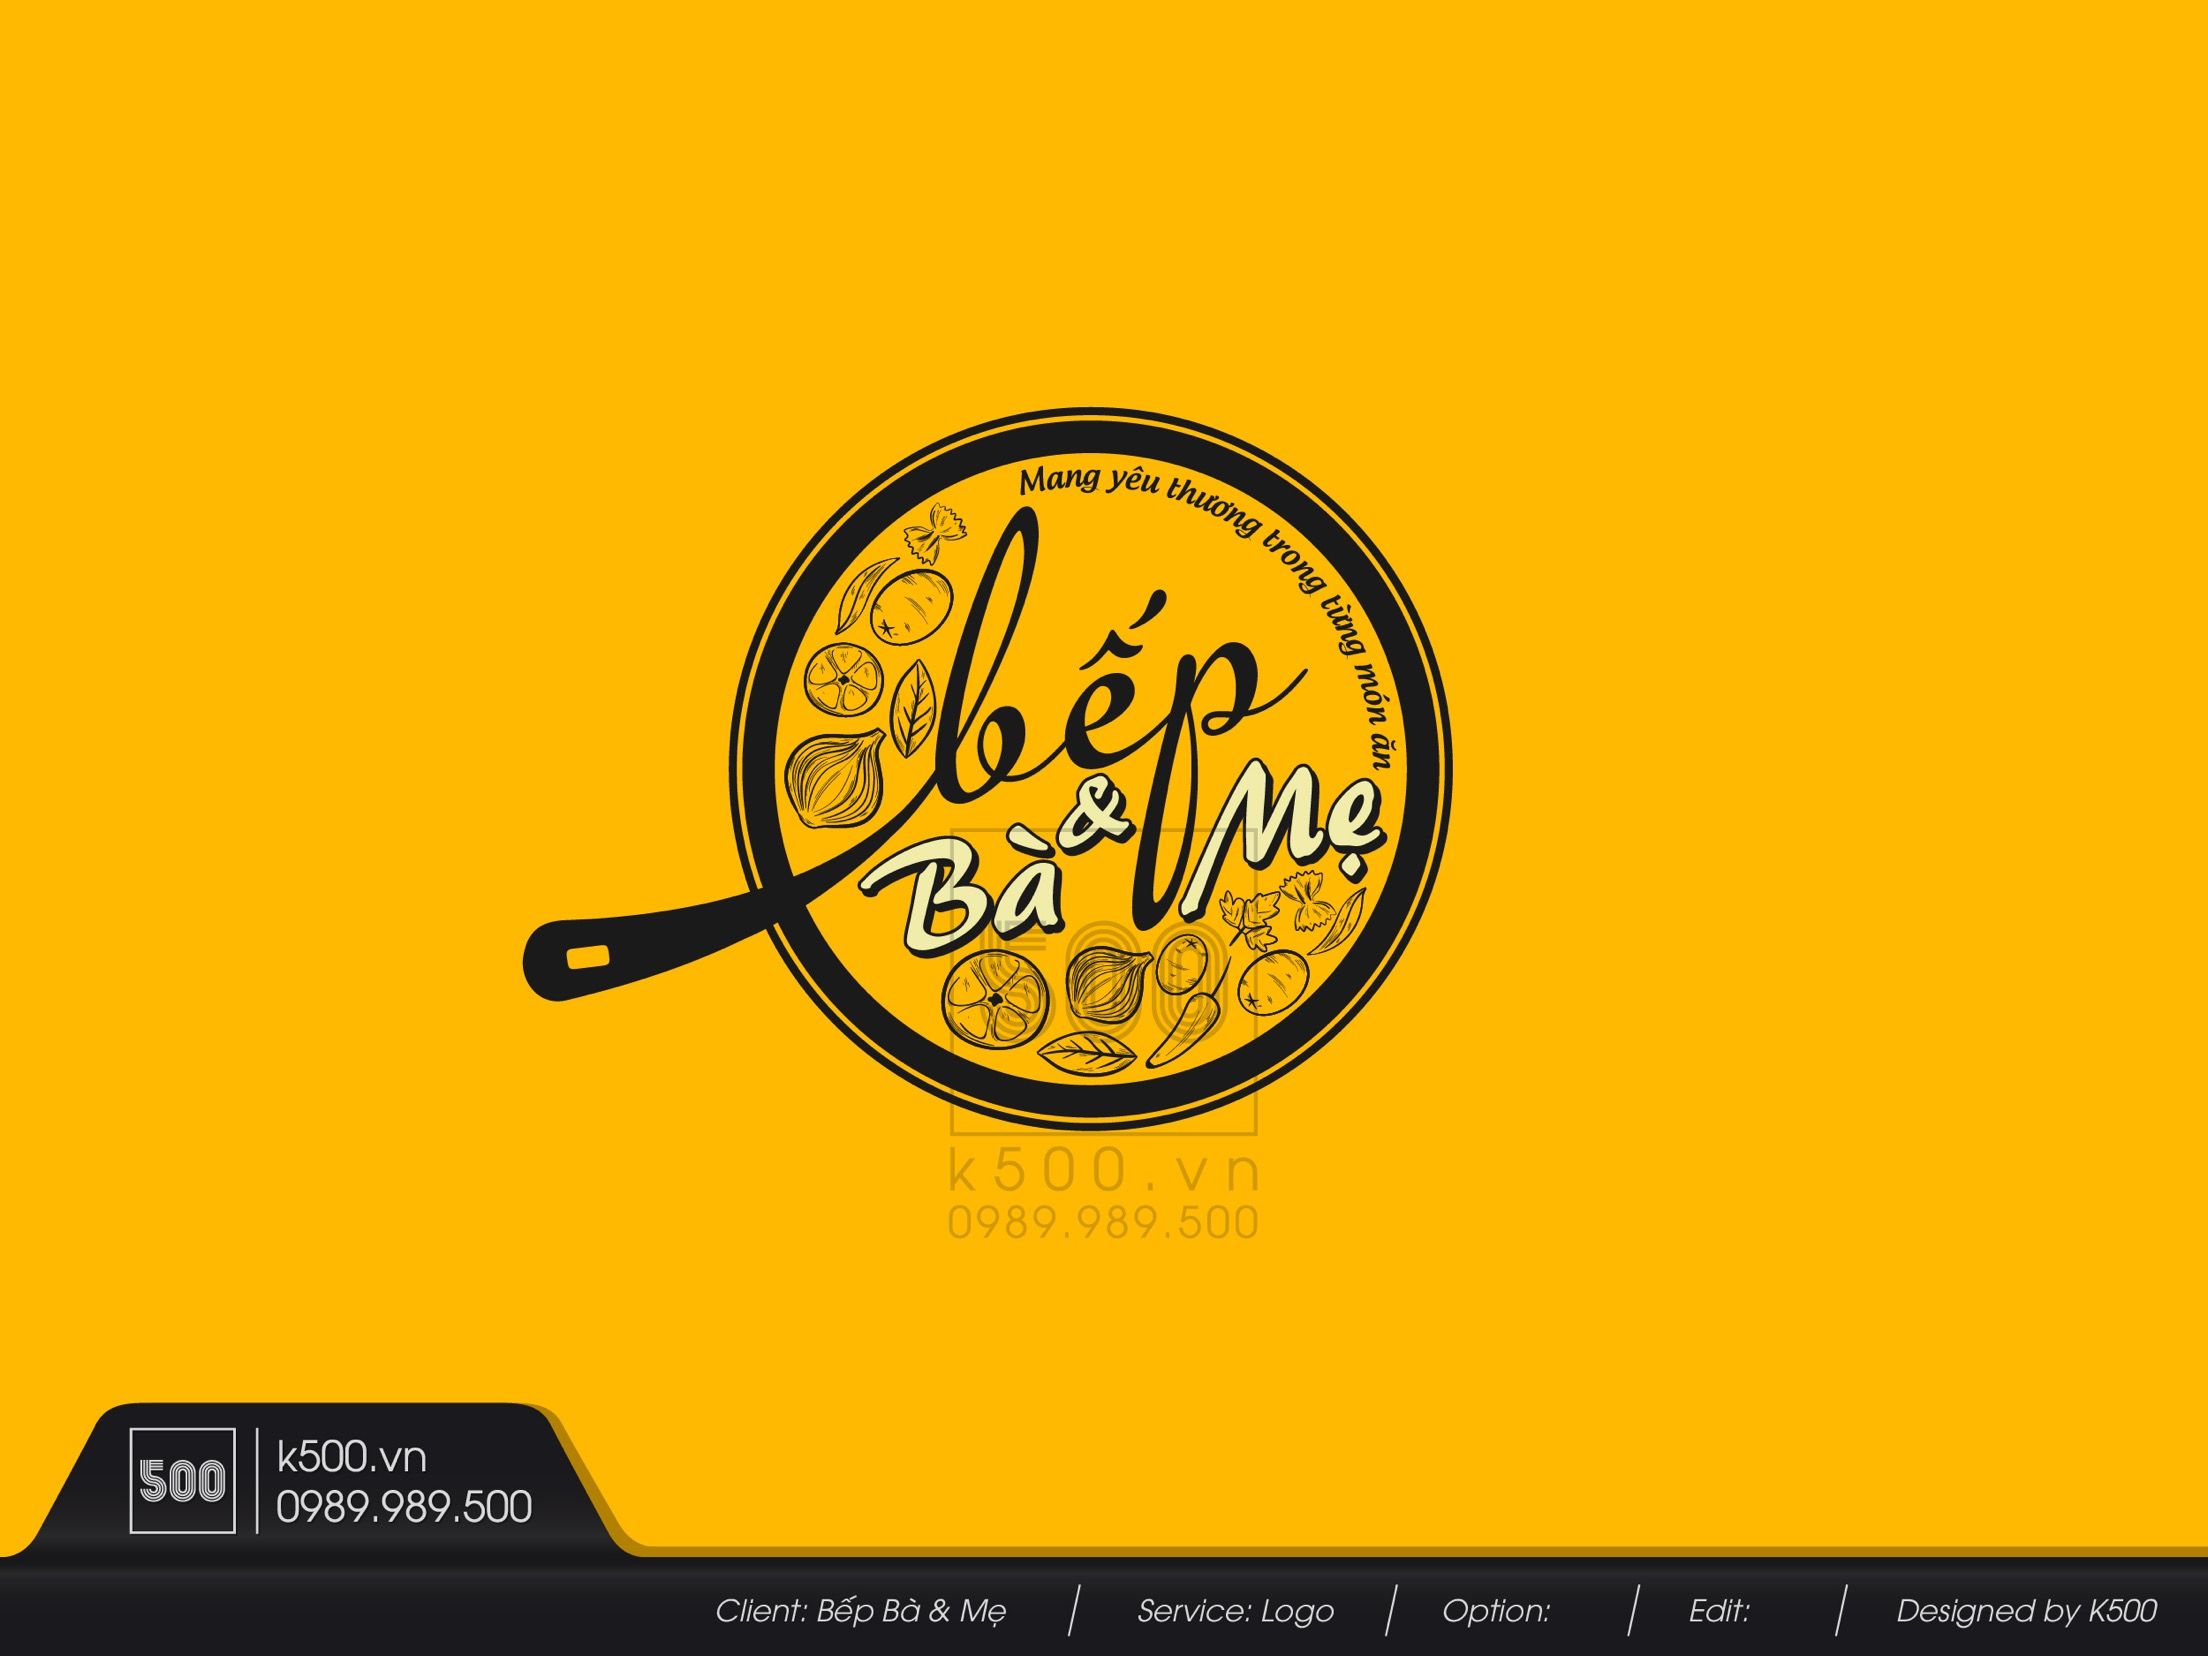 Mang yêu thương trong từng món ăn
bếp
Bà & Mẹ
500
k500.vn
0989.989.500
500
k500.vn
0989.989.500
Client: Bếp Bà & Mẹ / Service: Logo / Option: / Edit: / Designed by K500